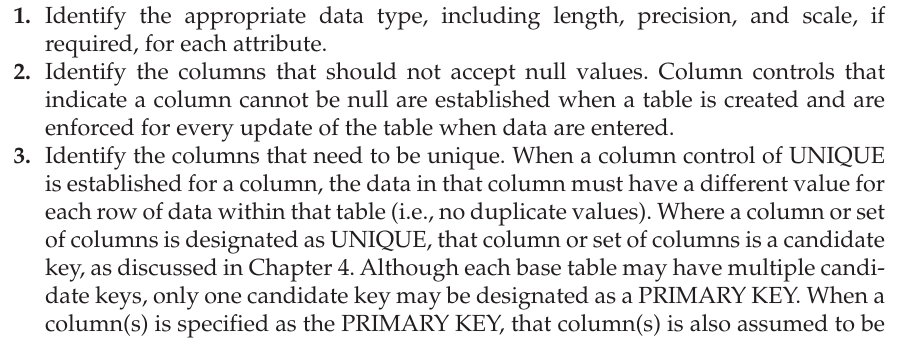 1. Identify the appropriate data type, including length, precision, and scale, if
required, for each attribute.
2. Identify the columns that should not accept null values. Column controls that
indicate a column cannot be null are established when a table is created and are
enforced for every update of the table when data are entered.
3. Identify the columns that need to be unique. When a column control of UNIQUE
is established for a column, the data in that column must have a different value for
each row of data within that table (i.e., no duplicate values). Where a column or set
of columns is designated as UNIQUE, that column or set of columns is a candidate
key, as discussed in Chapter 4. Although each base table may have multiple candi-
date keys, only one candidate key may be designated as a PRIMARY KEY. When a
column(s) is specified as the PRIMARY KEY, that column(s) is also assumed to be